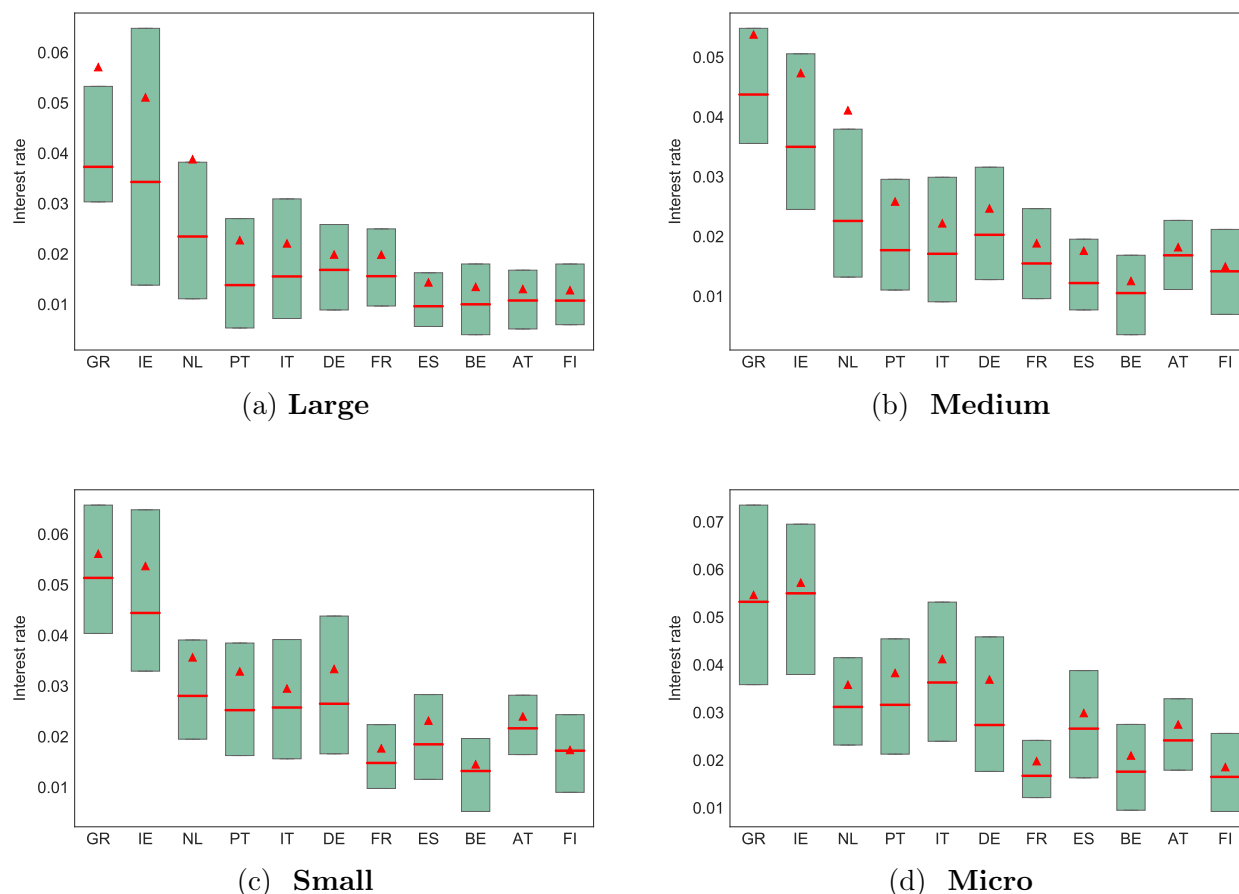 0.06
0.05
0.04
0.03
0.02
0.01
Interest rate
GR IE NL PT IT DE FR ES BE AT FI
(a) Large
0.05
0.04
0.03
0.02
0.01
Interest rate
GR IE NL PT IT DE FR ES BE AT FI
(b) Medium
0.06
0.05
0.04
0.03
0.02
0.01
Interest rate
GR IE NL PT IT DE FR ES BE AT FI
(c) Small
0.07
0.06
0.05
0.04
0.03
0.02
0.01
Interest rate
GR IE NL PT IT DE FR ES BE AT FI
(d) Micro